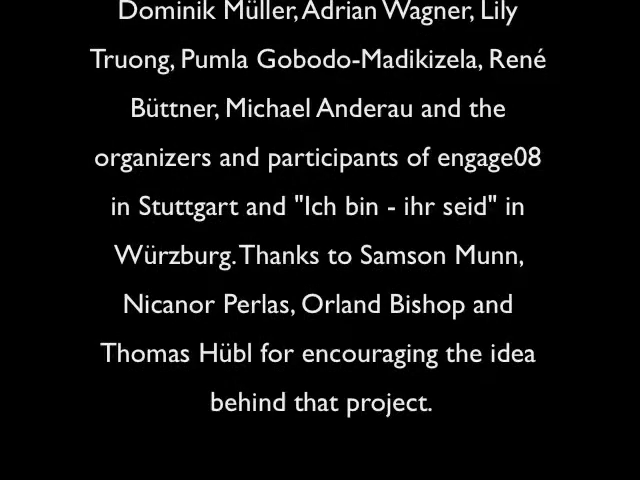 Dominik Müller, Adrian Wagner, Lily
Truong, Pumla Gobodo-Madikizela, René
Büttner, Michael Anderau and the
organizers and participants of engage08
in Stuttgart and "Ich bin - ihr seid" in
Würzburg. Thanks to Samson Munn,
Nicanor Perlas, Orland Bishop and
Thomas Hübl for encouraging the idea
behind that project.